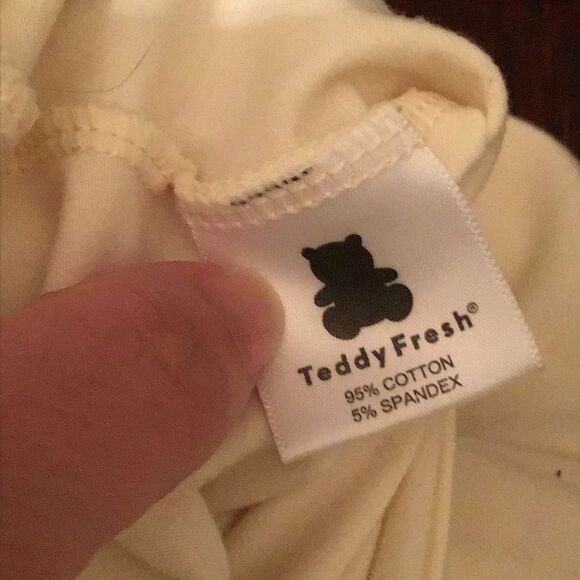 Teddy Fresh®
95% COTTON
5% SPANDEX